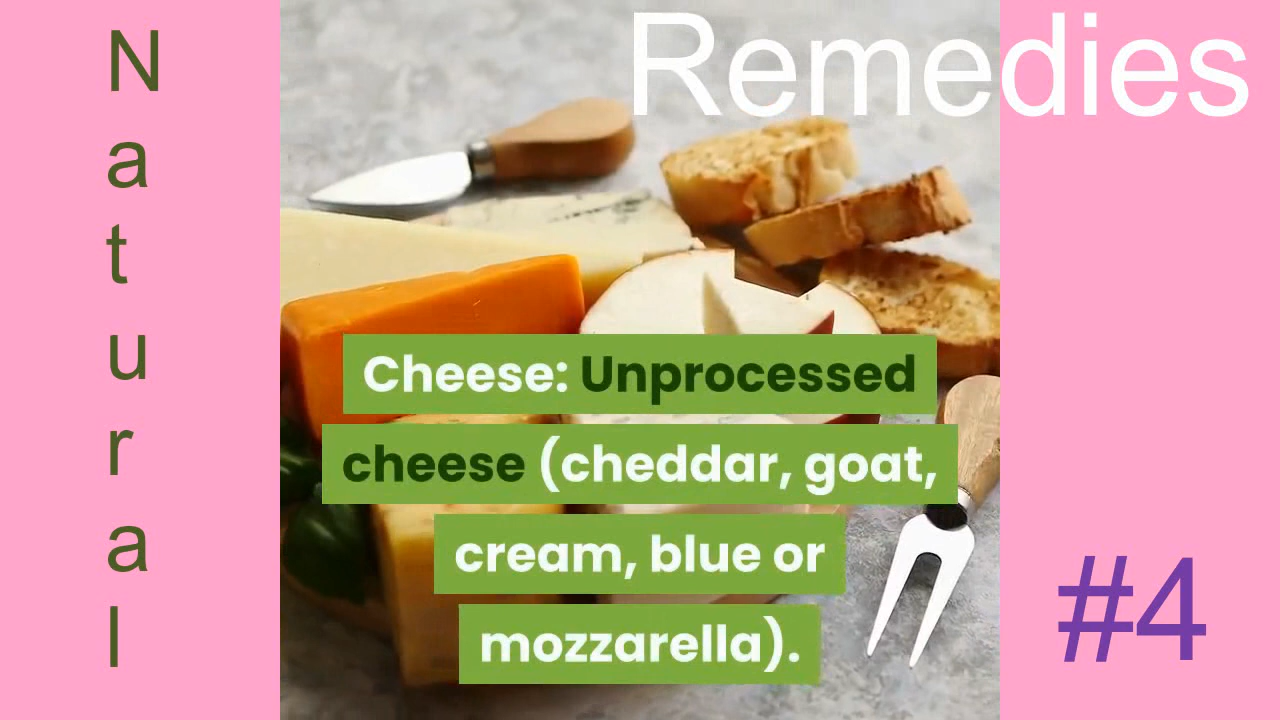 Natural
Remedies
Cheese: Unprocessed
cheese (cheddar, goat,
cream, blue or
mozzarella).
#4